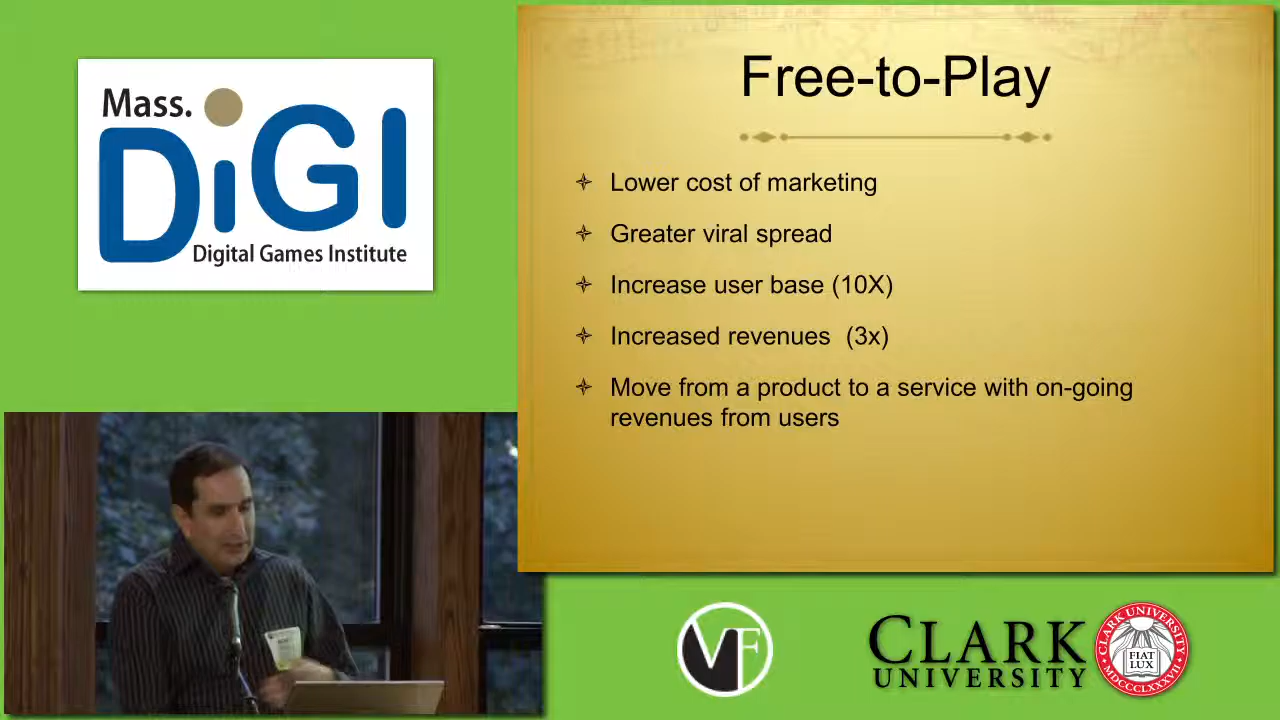 Mass.
DiGI
Digital Games Institute
Free-to-Play
Lower cost of marketing
Greater viral spread
Increase user base (10X)
Increased revenues (3x)
Move from a product to a service with on-going
revenues from users
VF
CLARK
UNIVERSITY
CLARK UNIVERSITY
FIAT
LUX
MDCCCLXXXVII